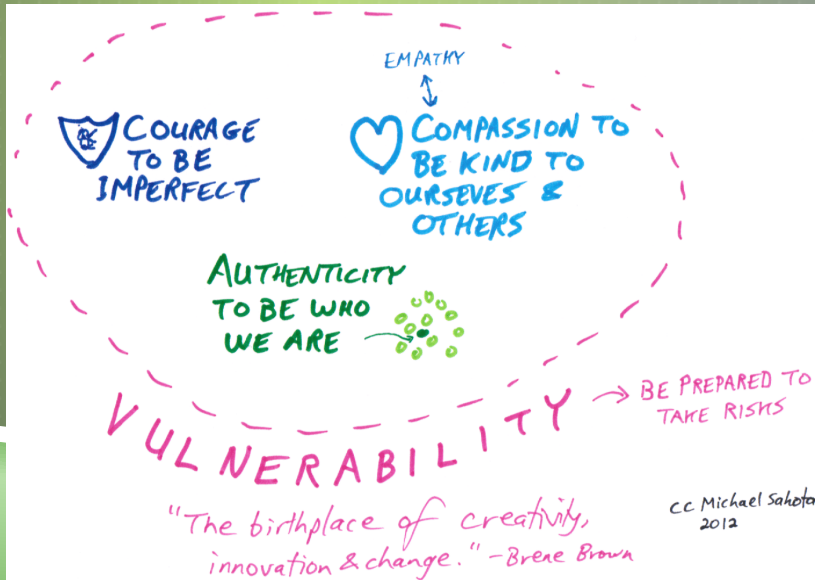 EMPATHY
COURAGE
TO BE
IMPERFECT
COMPASSION TO
BE KIND TO
OURSEVES &
OTHERS
AUTHENTICITY
TO BE WHO
WE ARE
VULNERABILITY
BE PREPARED TO
TAKE RISKS
"The birthplace of creativity,
innovation & change." - Brene Brown
CC Michael Sahota
2012